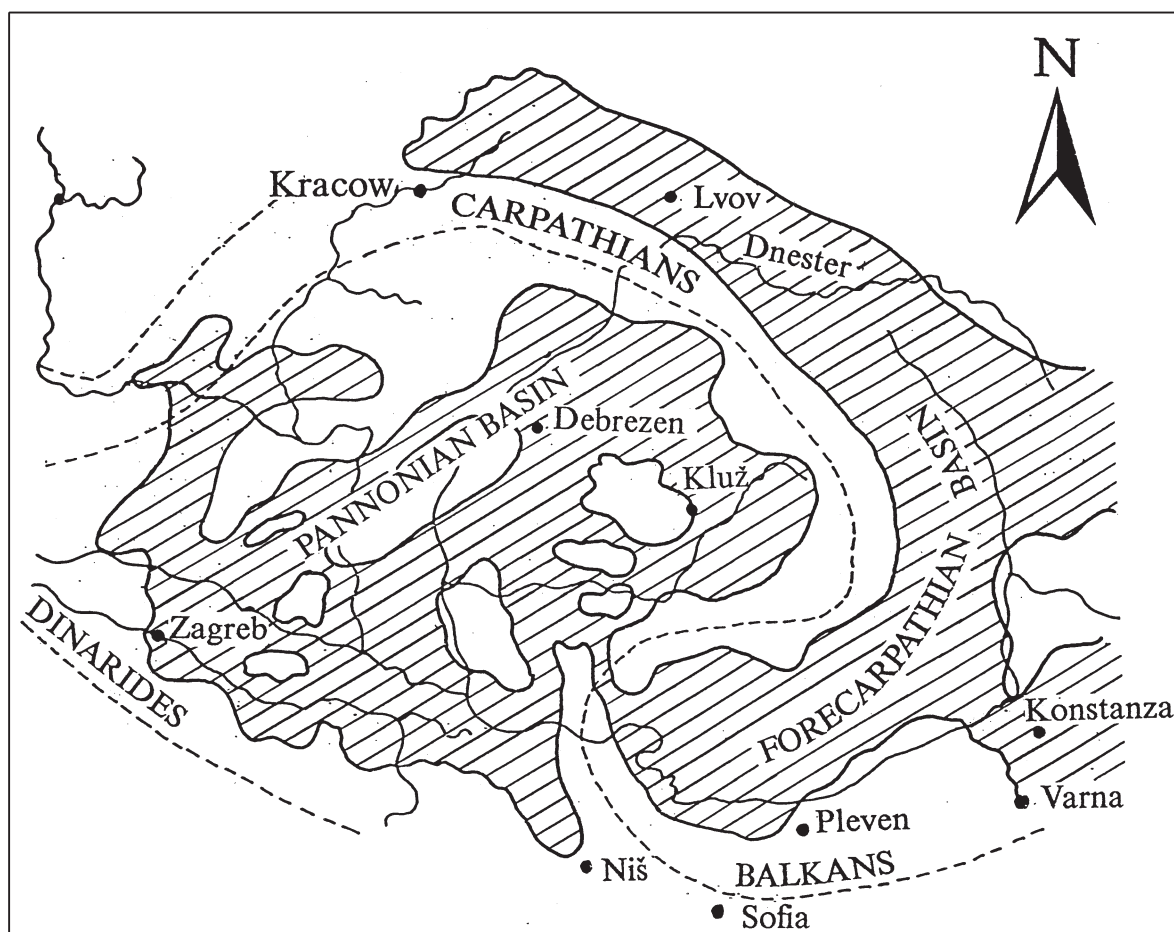 N
Kracow
CARPATHIANS
Lvov
Dnester
PANNONIAN BASIN
Debrezen
Kluž
FORECARPATHIAN BASIN
DINARIDES
Zagreb
Konstanza
Varna
Pleven
Niš
BALKANS
Sofia